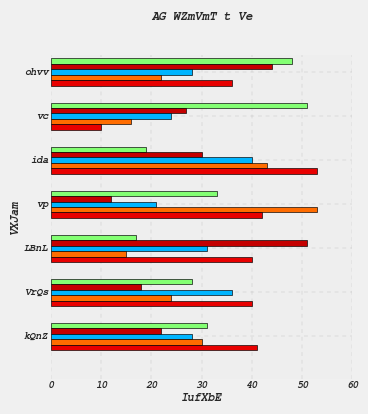 AG WZmVmT t Ve
ohvv
vc
ida
vp
LBnL
VrQs
kQnZ
VXJam
0 10 20 30 40 50 60
IufXbE